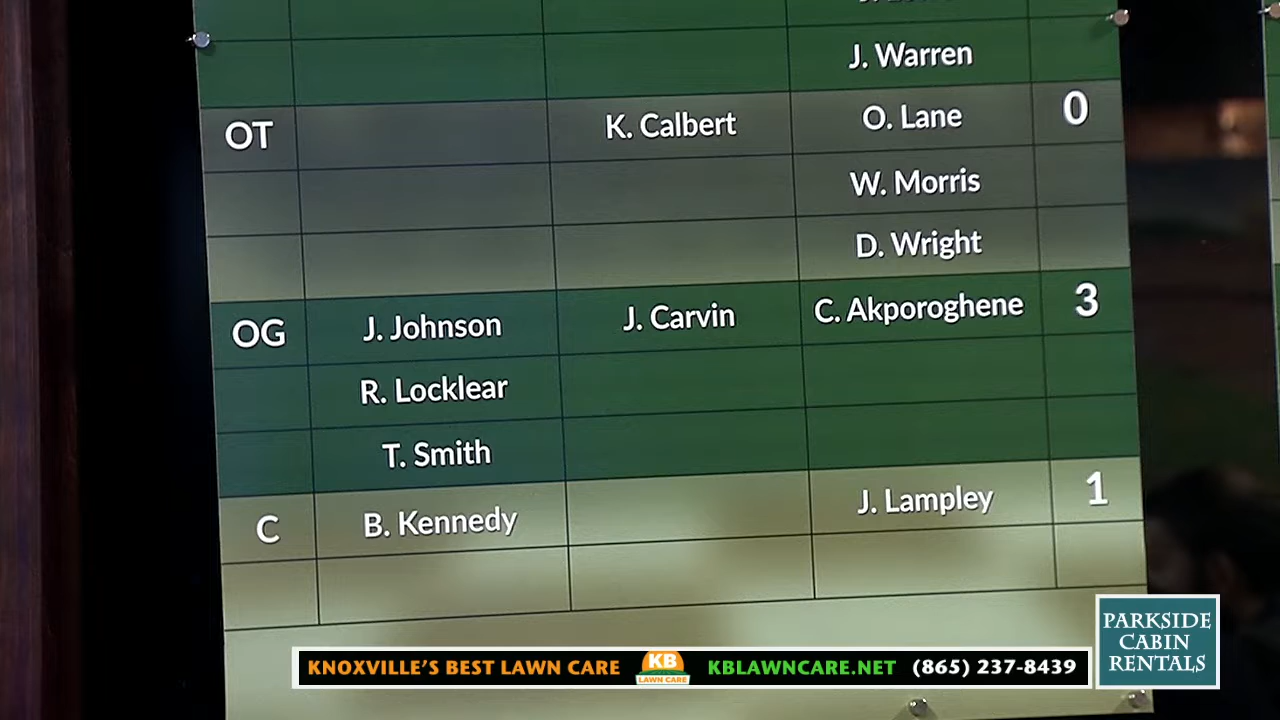 J. Warren
OT K. Calbert O. Lane 0
W. Morris
D. Wright
OG J. Johnson J. Carvin C. Akporoghene 3
R. Locklear
T. Smith
C B. Kennedy J. Lampley 1
KNOXVILLE'S BEST LAWN CARE KB LAWN CARE KBLAWNCARE.NET (865) 237-8439
PARKSIDE
CABIN
RENTALS